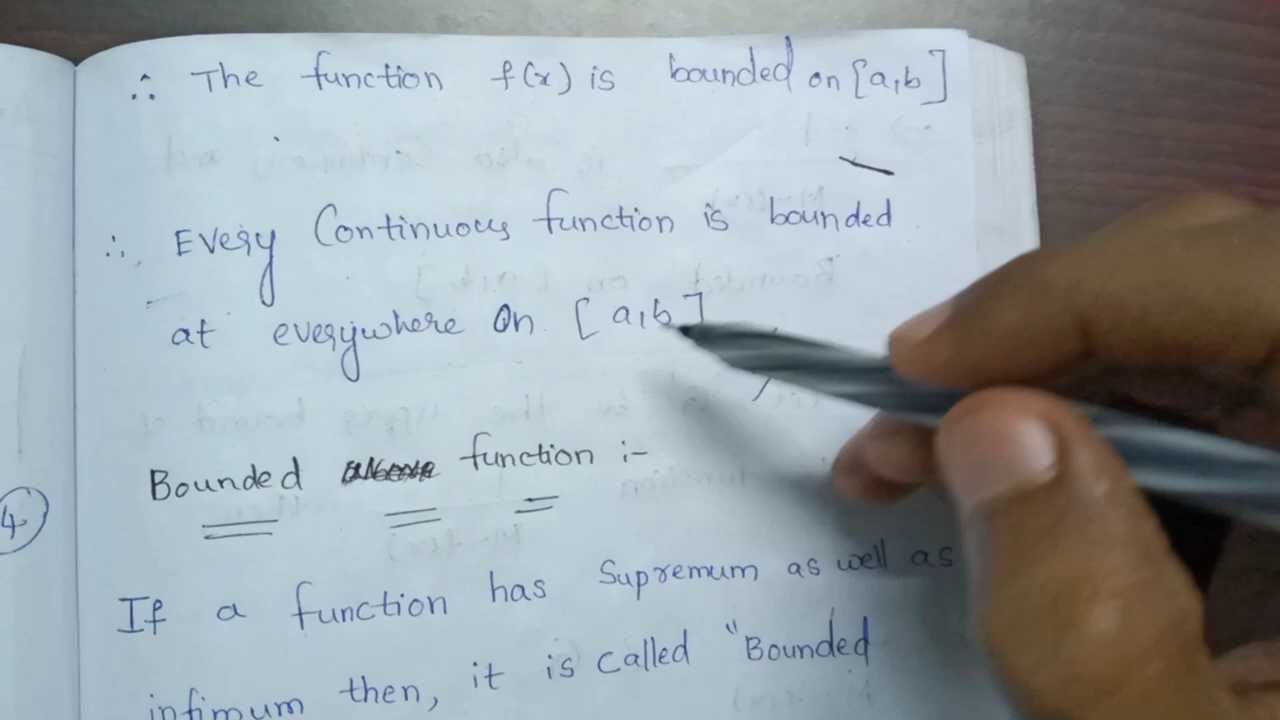 ∴ The function f(x) is bounded on [a,b]
∴ Every Continuous function is bounded
at everywhere on [a,b]
Bounded function :-
If a function has Supremum as well as
infimum then, it is called "Bounded
4